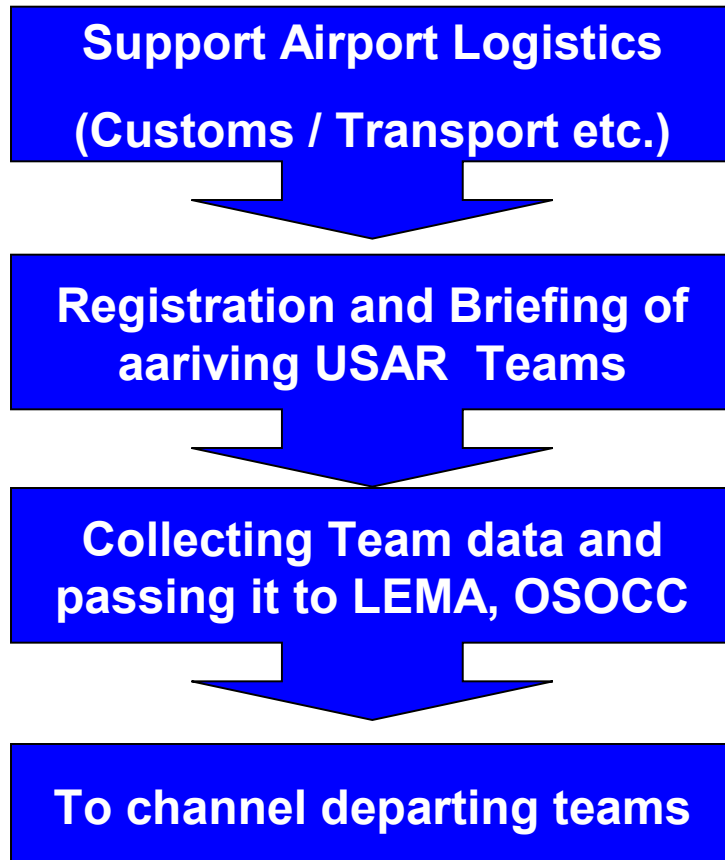 Support Airport Logistics
(Customs / Transport etc.)
Registration and Briefing of
aariving USAR Teams
Collecting Team data and
passing it to LEMA, OSOCC
To channel departing teams